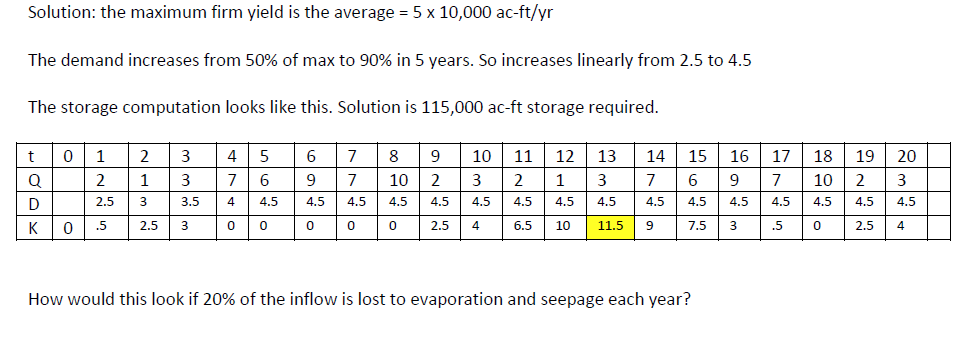 Solution: the maximum firm yield is the average = 5 x 10,000 ac-ft/yr
The demand increases from 50% of max to 90% in 5 years. So increases linearly from 2.5 to 4.5
The storage computation looks like this. Solution is 115,000 ac-ft storage required.
t 0 1 2 3 4 5 6 7 8 9 10 11 12 13 14 15 16 17 18 19 20
Q 2 1 3 7 6 9 7 10 2 3 2 1 3 7 6 9 7 10 2 3
D 2.5 3 3.5 4 4.5 4.5 4.5 4.5 4.5 4.5 4.5 4.5 4.5 4.5 4.5 4.5 4.5 4.5 4.5 4.5
K 0 .5 2.5 3 0 0 0 0 0 2.5 4 6.5 10 11.5 9 7.5 3 .5 0 2.5 4
How would this look if 20% of the inflow is lost to evaporation and seepage each year?